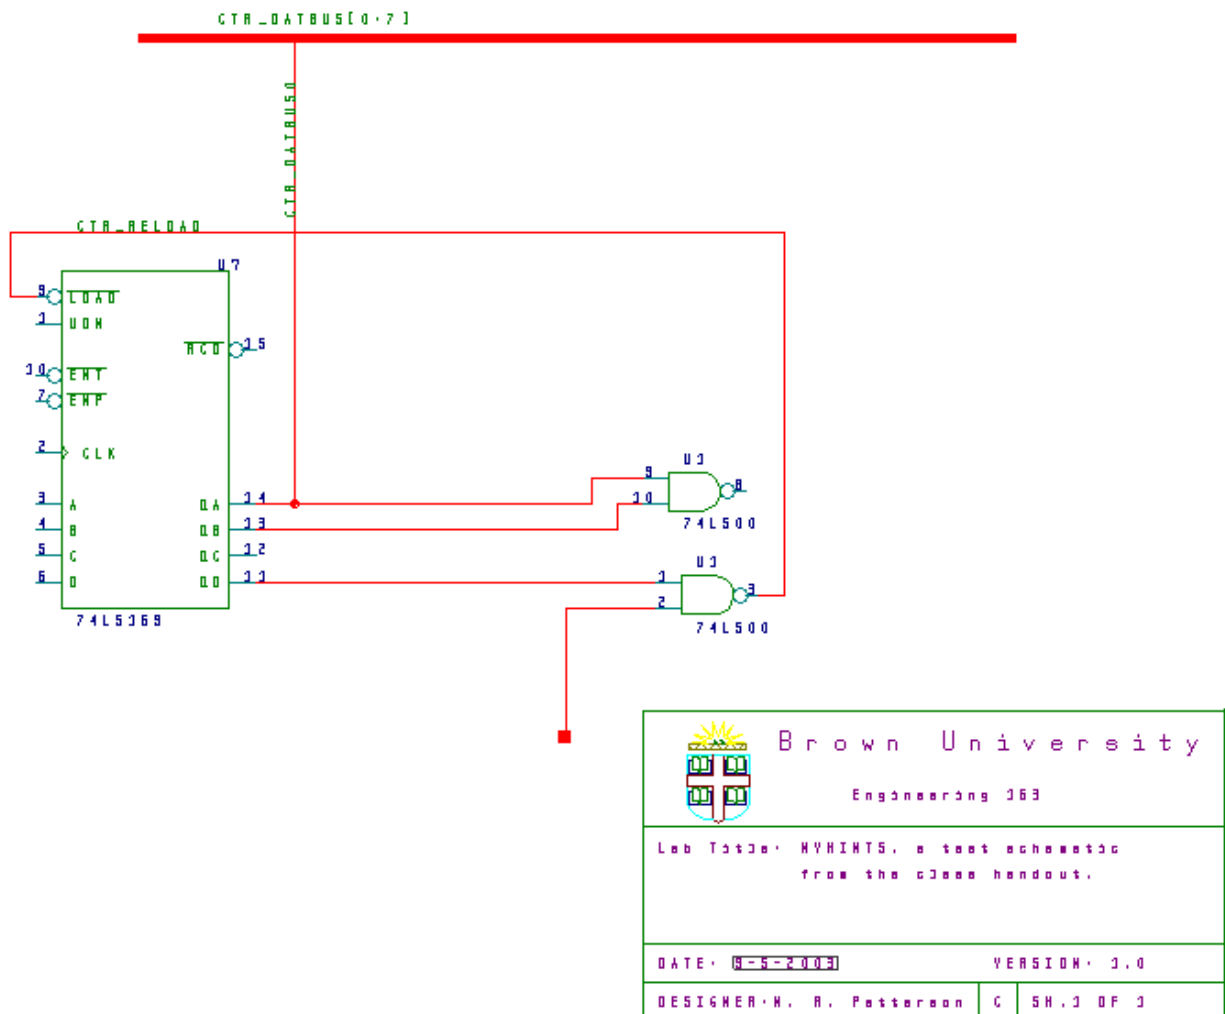 CTR_DATBUS[0:7]
CTR_DATBUS0
CTR_RELOAD
U7
9 LOAD
1 UDN
RCO 15
10 ENT
7 ENP
2 CLK
3 A QA 14
4 B QB 13
5 C QC 12
6 D QD 11
74LS169
U1
9
10
8
74LS00
U1
1
2
3
74LS00
Brown University
Engineering 163
Lab Title: MYHINTS, a test schematic
from the class handout.
DATE: 9-5-2003 VERSION: 1.0
DESIGNER:W. R. Patterson C SH.1 OF 1